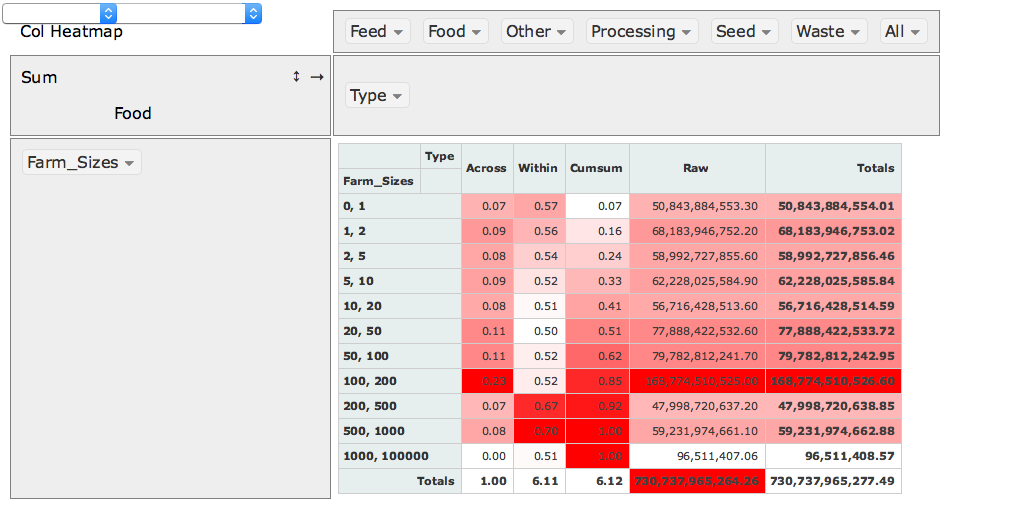 Col Heatmap
Feed Food Other Processing Seed Waste All
Sum ↕ →
Food
Type
Farm_Sizes
Type Across Within Cumsum Raw Totals
Farm_Sizes
0, 1 0.07 0.57 0.07 50,843,884,553.30 50,843,884,554.01
1, 2 0.09 0.56 0.16 68,183,946,752.20 68,183,946,753.02
2, 5 0.08 0.54 0.24 58,992,727,855.60 58,992,727,856.46
5, 10 0.09 0.52 0.33 62,228,025,584.90 62,228,025,585.84
10, 20 0.08 0.51 0.41 56,716,428,513.60 56,716,428,514.59
20, 50 0.11 0.50 0.51 77,888,422,532.60 77,888,422,533.72
50, 100 0.11 0.52 0.62 79,782,812,241.70 79,782,812,242.95
100, 200 0.23 0.52 0.85 168,774,510,525.00 168,774,510,526.60
200, 500 0.07 0.67 0.92 47,998,720,637.20 47,998,720,638.85
500, 1000 0.08 0.70 1.00 59,231,974,661.10 59,231,974,662.88
1000, 100000 0.00 0.51 1.00 96,511,407.06 96,511,408.57
Totals 1.00 6.11 6.12 730,737,965,264.26 730,737,965,277.49